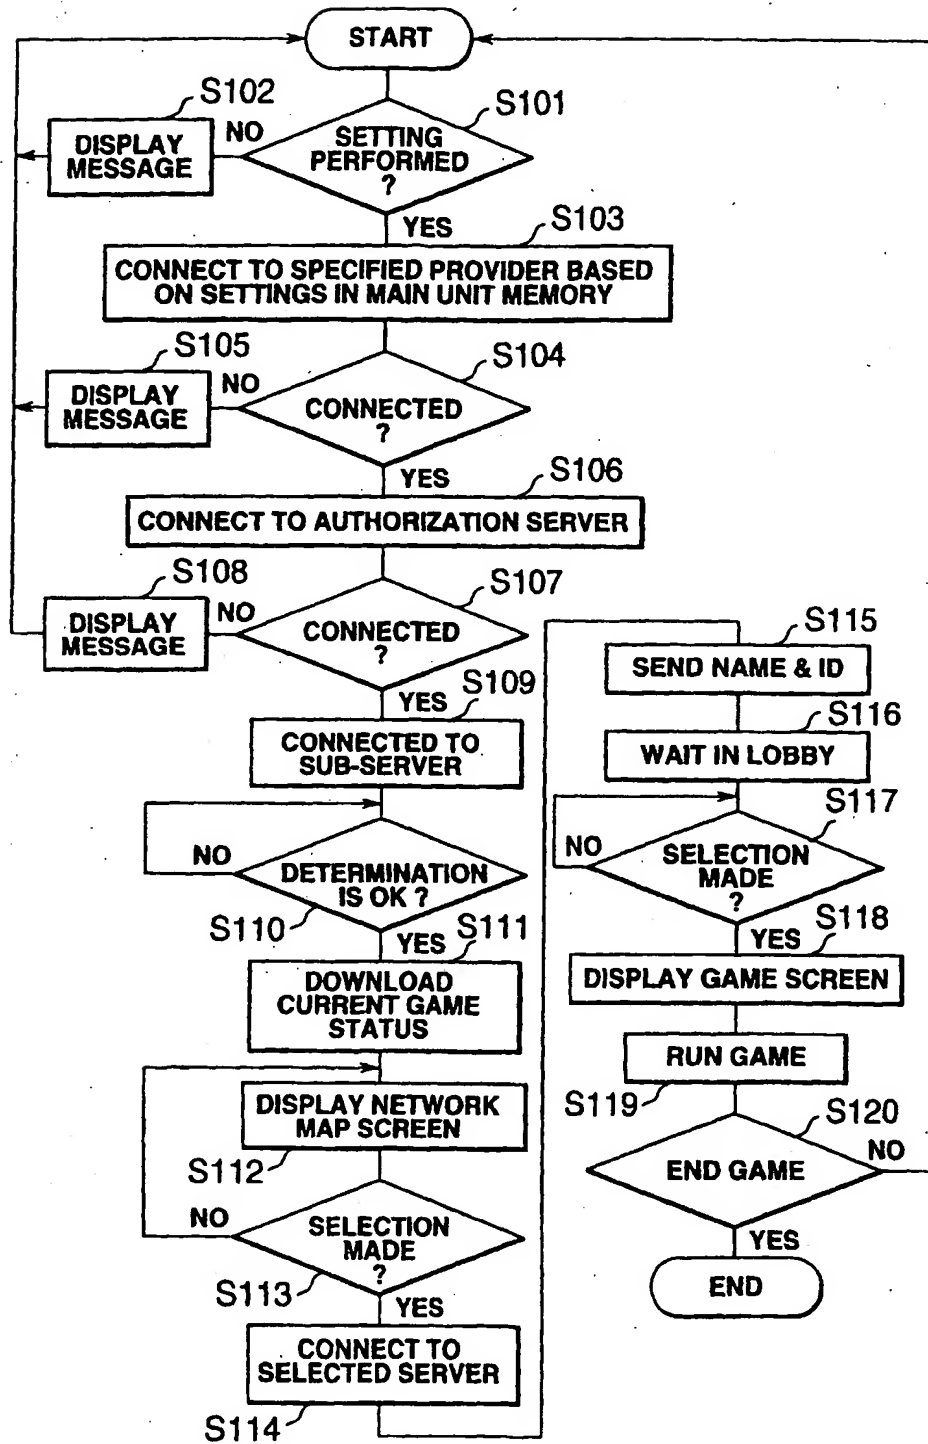 START
S102
S101
DISPLAY
MESSAGE
NO
SETTING
PERFORMED
?
YES
S103
CONNECT TO SPECIFIED PROVIDER BASED
ON SETTINGS IN MAIN UNIT MEMORY
S105
S104
DISPLAY
MESSAGE
NO
CONNECTED
?
YES
S106
CONNECT TO AUTHORIZATION SERVER
S108
S107
DISPLAY
MESSAGE
NO
CONNECTED
?
YES
S109
CONNECTED TO
SUB-SERVER
NO
DETERMINATION
IS OK ?
S110
YES
S111
DOWNLOAD
CURRENT GAME
STATUS
DISPLAY NETWORK
MAP SCREEN
S112
NO
SELECTION
MADE
?
S113
YES
CONNECT TO
SELECTED SERVER
S114
S115
SEND NAME & ID
S116
WAIT IN LOBBY
S117
NO
SELECTION
MADE
?
YES
S118
DISPLAY GAME SCREEN
RUN GAME
S119
S120
END GAME
NO
YES
END